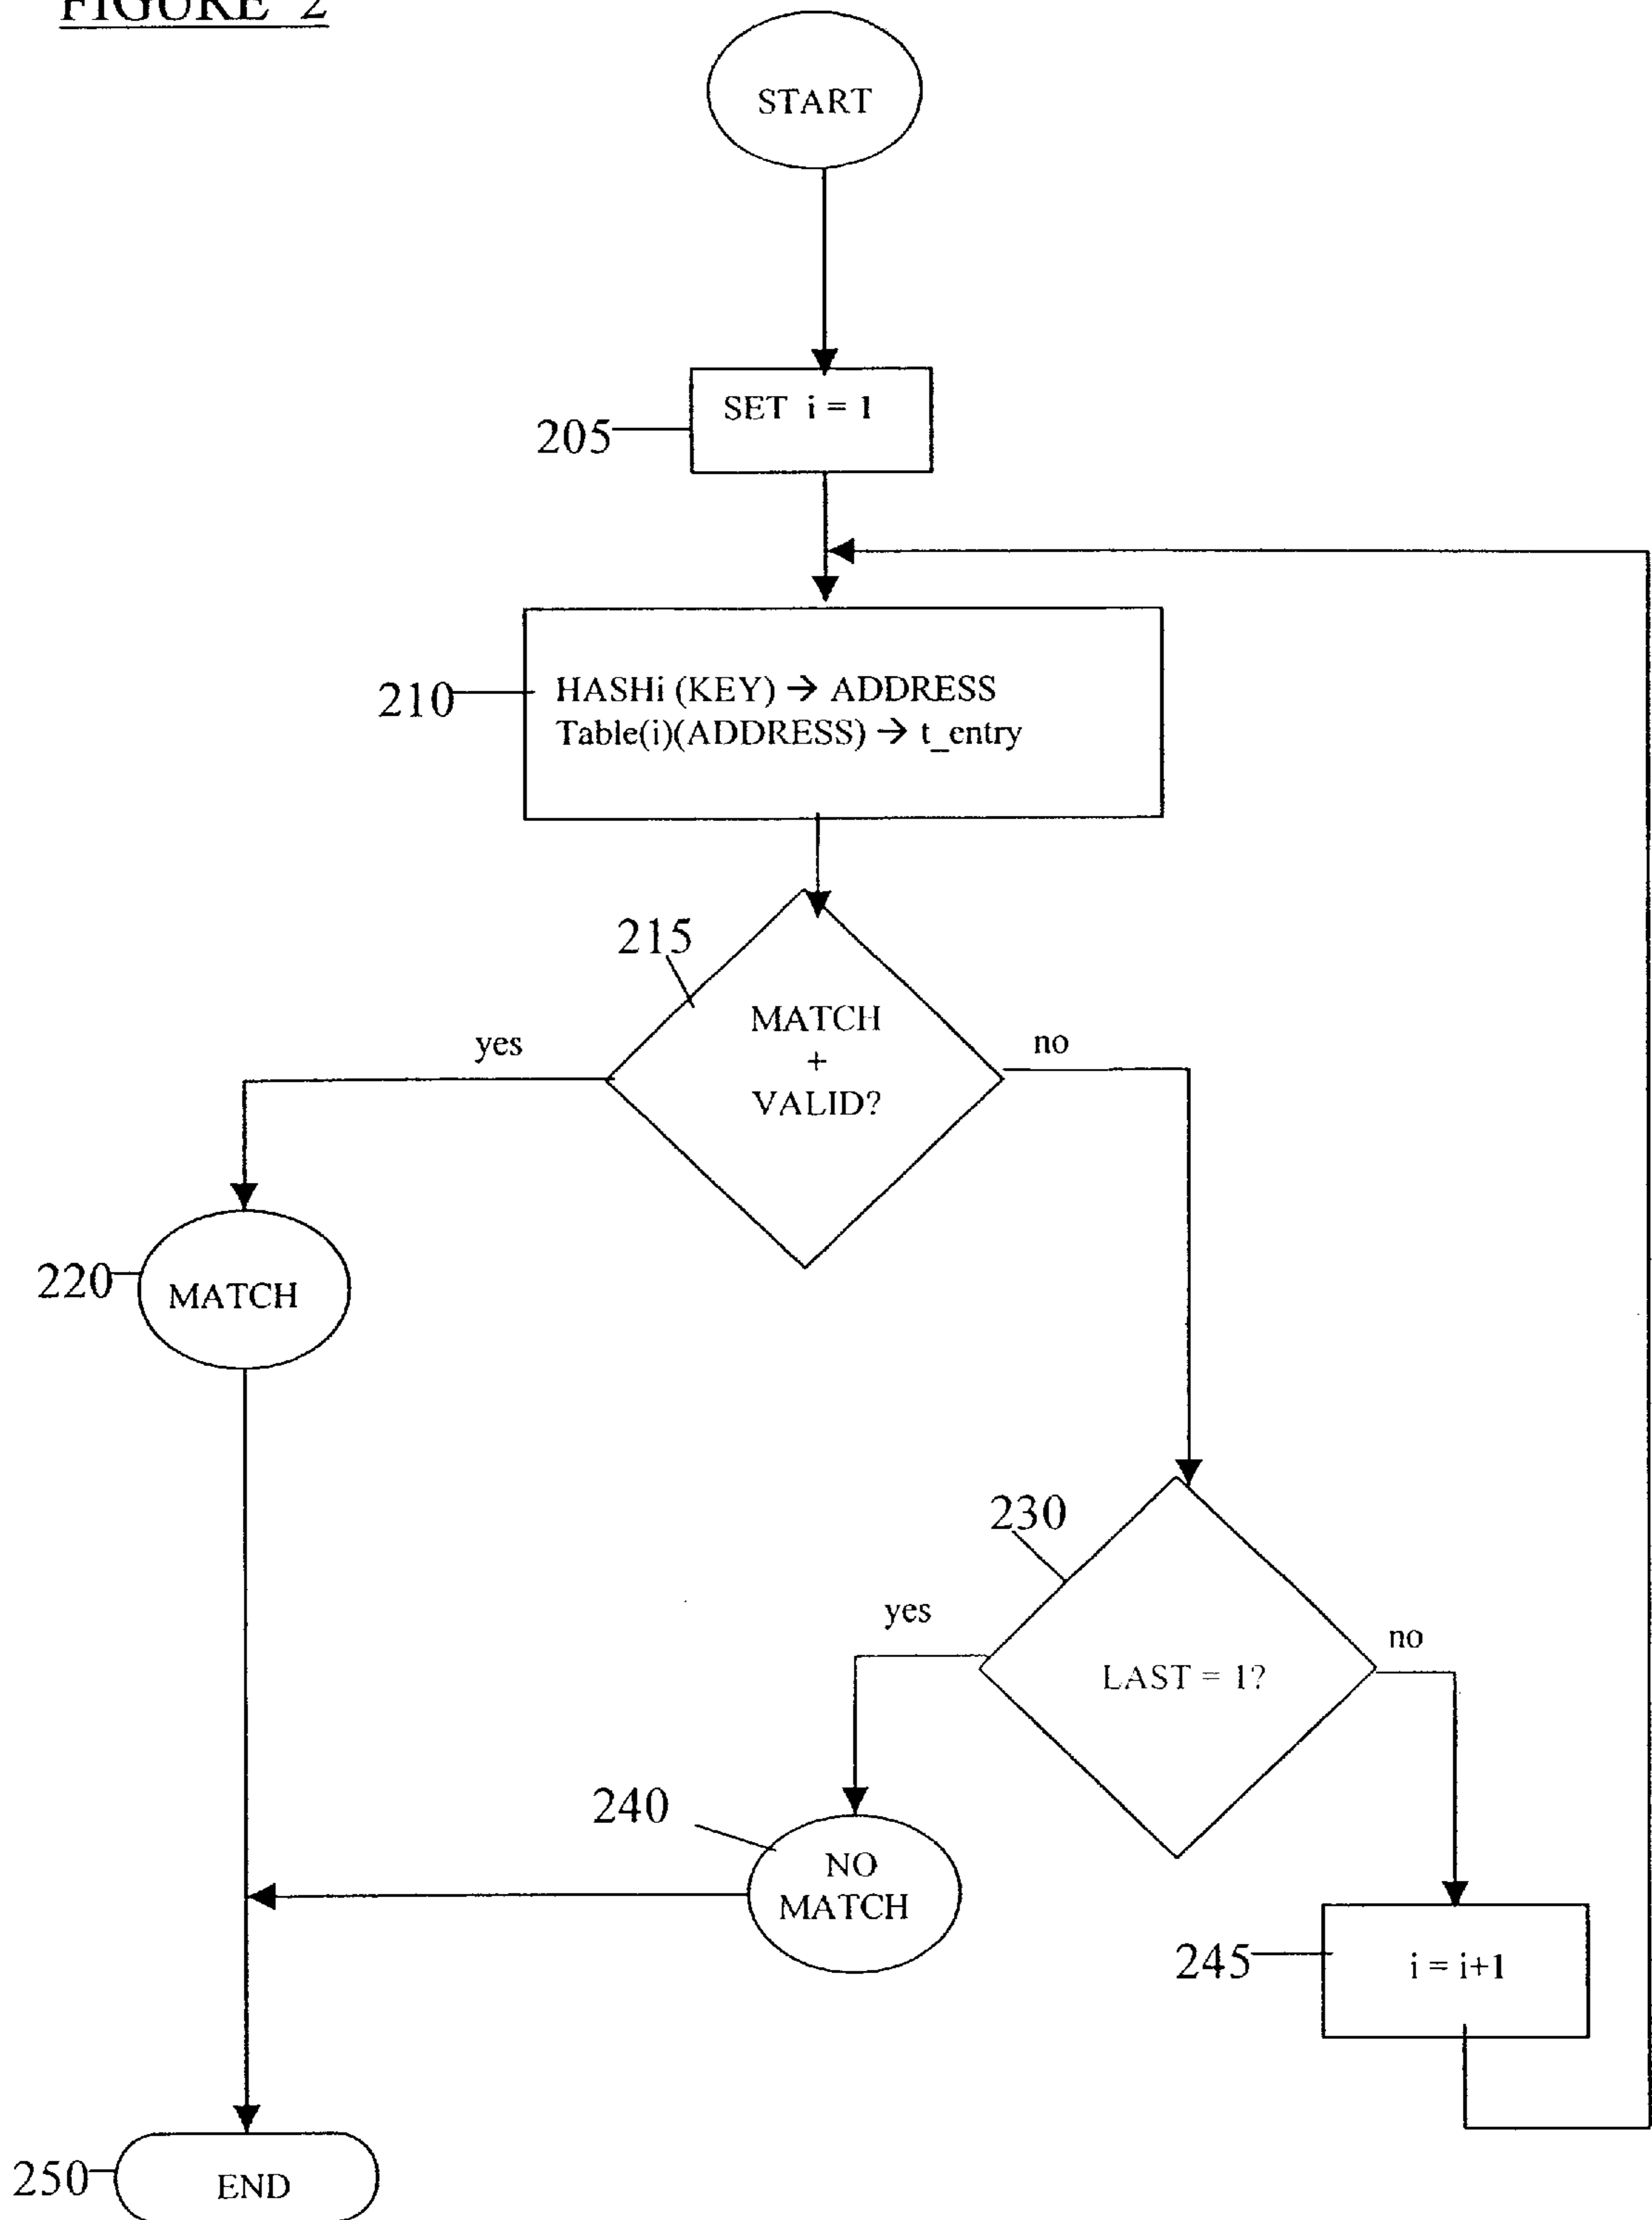 FIGURE 2
START
SET i = 1
205
210
HASHi (KEY) → ADDRESS
Table(i)(ADDRESS) → t_entry
215
MATCH
+
VALID?
yes
no
220
MATCH
230
yes
no
LAST = 1?
240
NO
MATCH
245
i = i+1
250
END